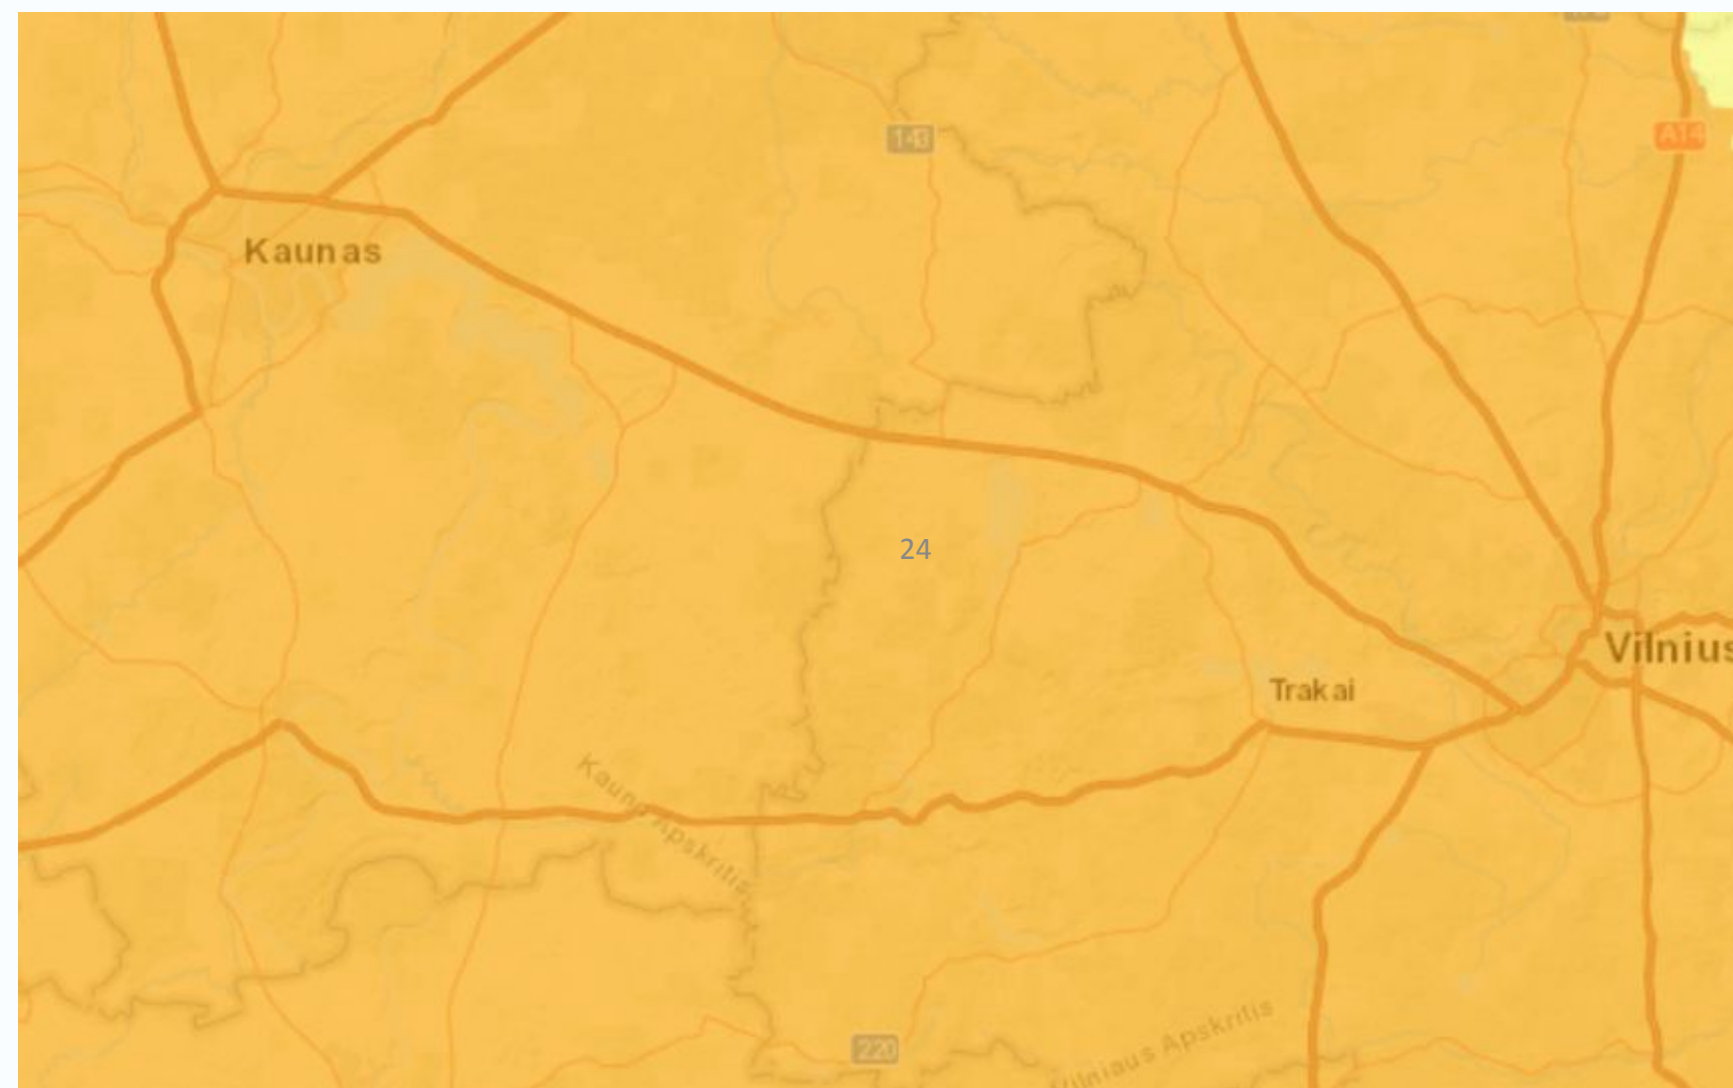 143
A14
Kaunas
24
Vilnius
Trakai
Kauno Apskritis
Vilniaus Apskritis
220